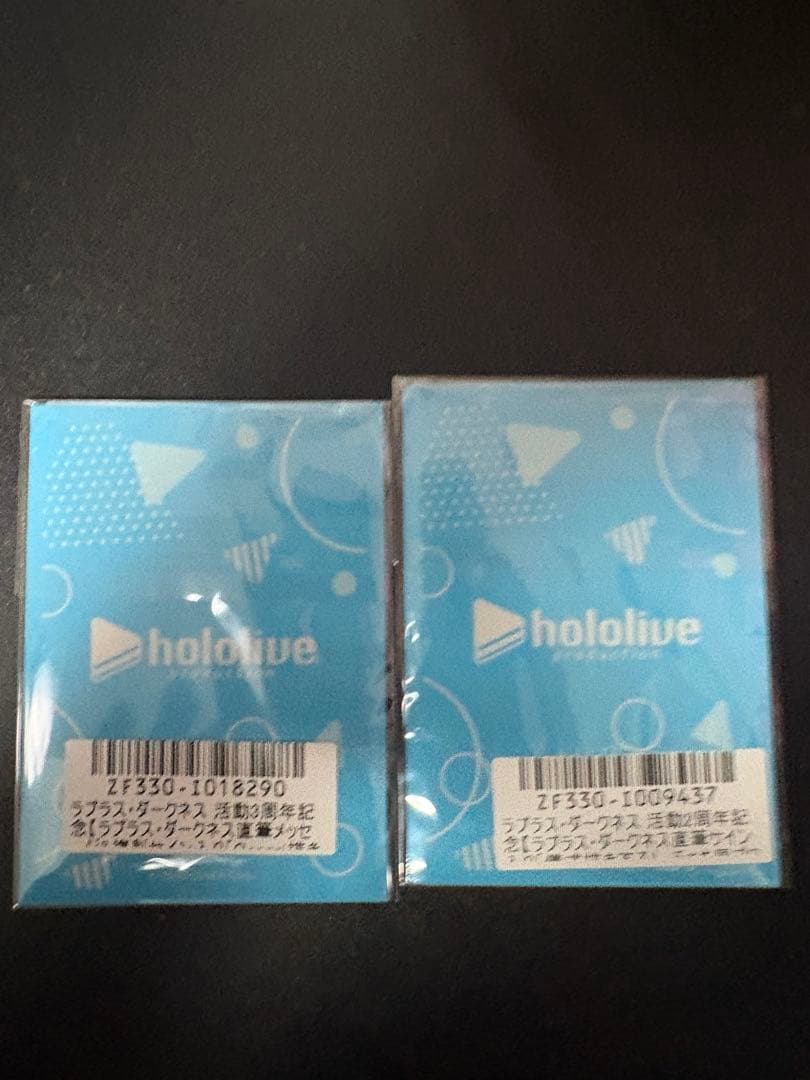 hololive
production
ZF330-I018290
ラプラス・ダークネス 活動3周年記
念【ラプラス・ダークネス直筆メッセ
hololive
production
ZF330-I009437
ラプラス・ダークネス 活動2周年記
念【ラプラス・ダークネス直筆サイン